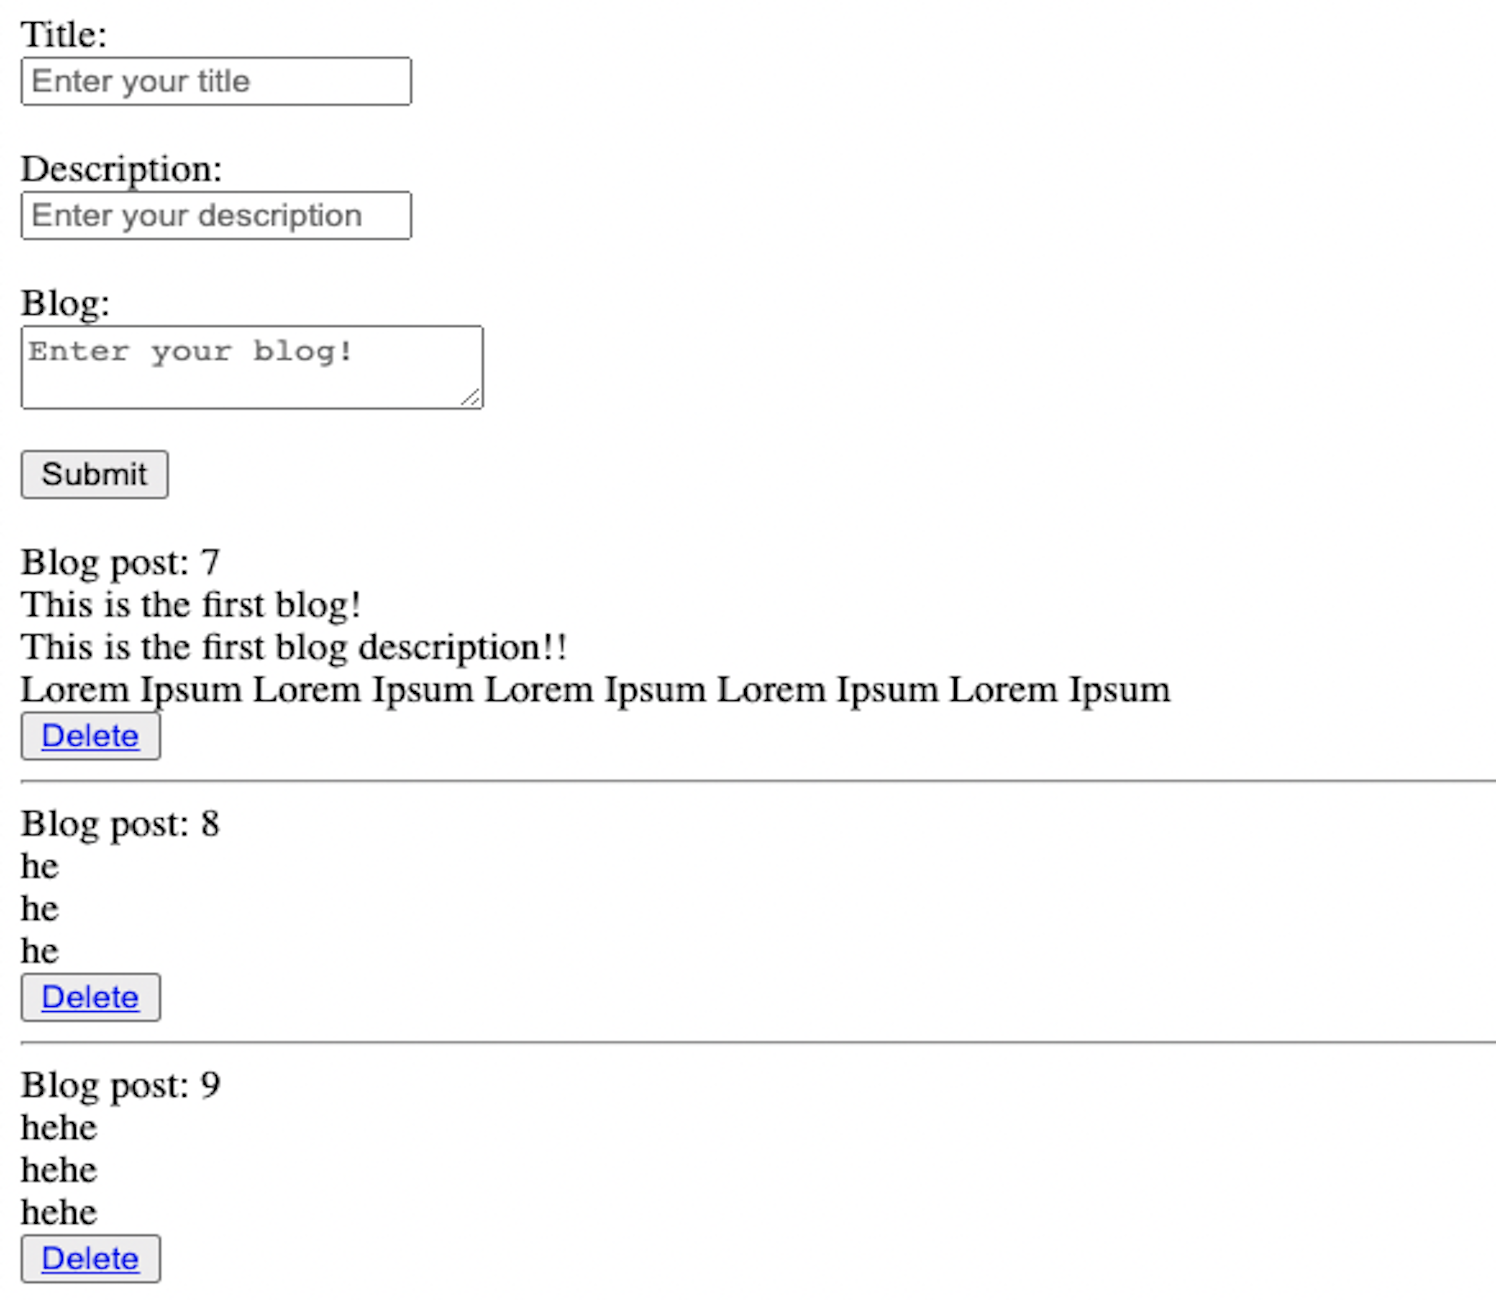 Title:
Enter your title
Description:
Enter your description
Blog:
Enter your blog!
Submit
Blog post: 7
This is the first blog!
This is the first blog description!!
Lorem Ipsum Lorem Ipsum Lorem Ipsum Lorem Ipsum Lorem Ipsum
Delete
Blog post: 8
he
he
he
Delete
Blog post: 9
hehe
hehe
hehe
Delete